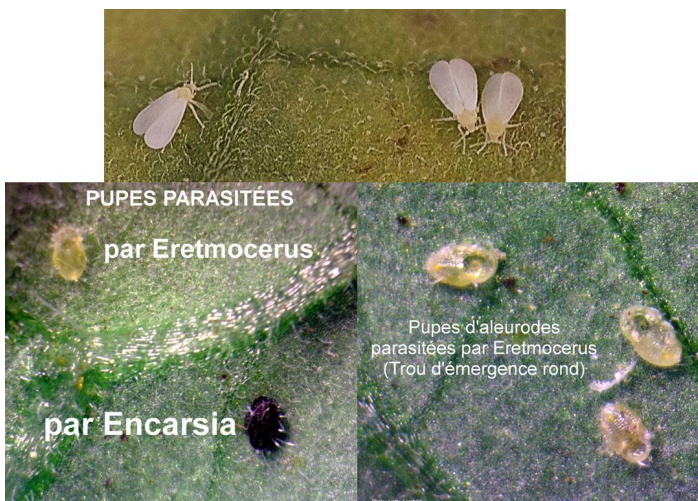 PUPES PARASITÉES
par Eretmocerus
par Encarsia
Pupes d'aleurodes
parasitées par Eretmocerus
(Trou d'émergence rond)